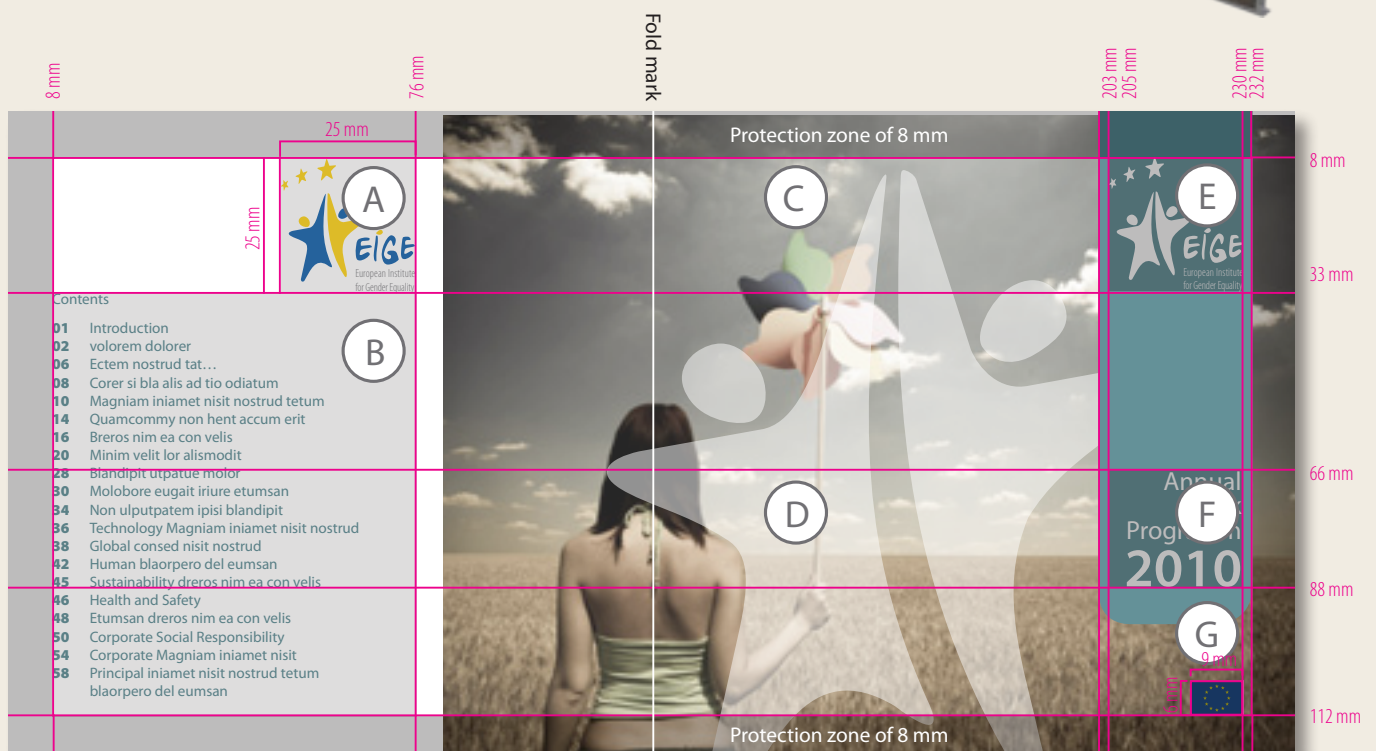 Fold mark
8 mm
76 mm
203 mm
205 mm
230 mm
232 mm
25 mm
Protection zone of 8 mm
8 mm
A
C
E
25 mm
EIGE
European Institute
for Gender Equality
EIGE
European Institute
for Gender Equality
33 mm
Contents
B
01 Introduction
02 volorem dolorer
06 Ectem nostrud tat…
08 Corer si bla alis ad tio odiatum
10 Magniam iniamet nisit nostrud tetum
14 Quamcommy non hent accum erit
16 Breros nim ea con velis
20 Minim velit lor alismodit
28 Blandipit utpatue molor
30 Molobore eugait iriure etumsan
34 Non ulputpatem ipisi blandipit
36 Technology Magniam iniamet nisit nostrud
38 Global consed nisit nostrud
42 Human blaorpero del eumsan
45 Sustainability dreros nim ea con velis
46 Health and Safety
48 Etumsan dreros nim ea con velis
50 Corporate Social Responsibility
54 Corporate Magniam iniamet nisit
58 Principal iniamet nisit nostrud tetum
blaorpero del eumsan
66 mm
D
Annual
F
2010
88 mm
G
9 mm
112 mm
Protection zone of 8 mm